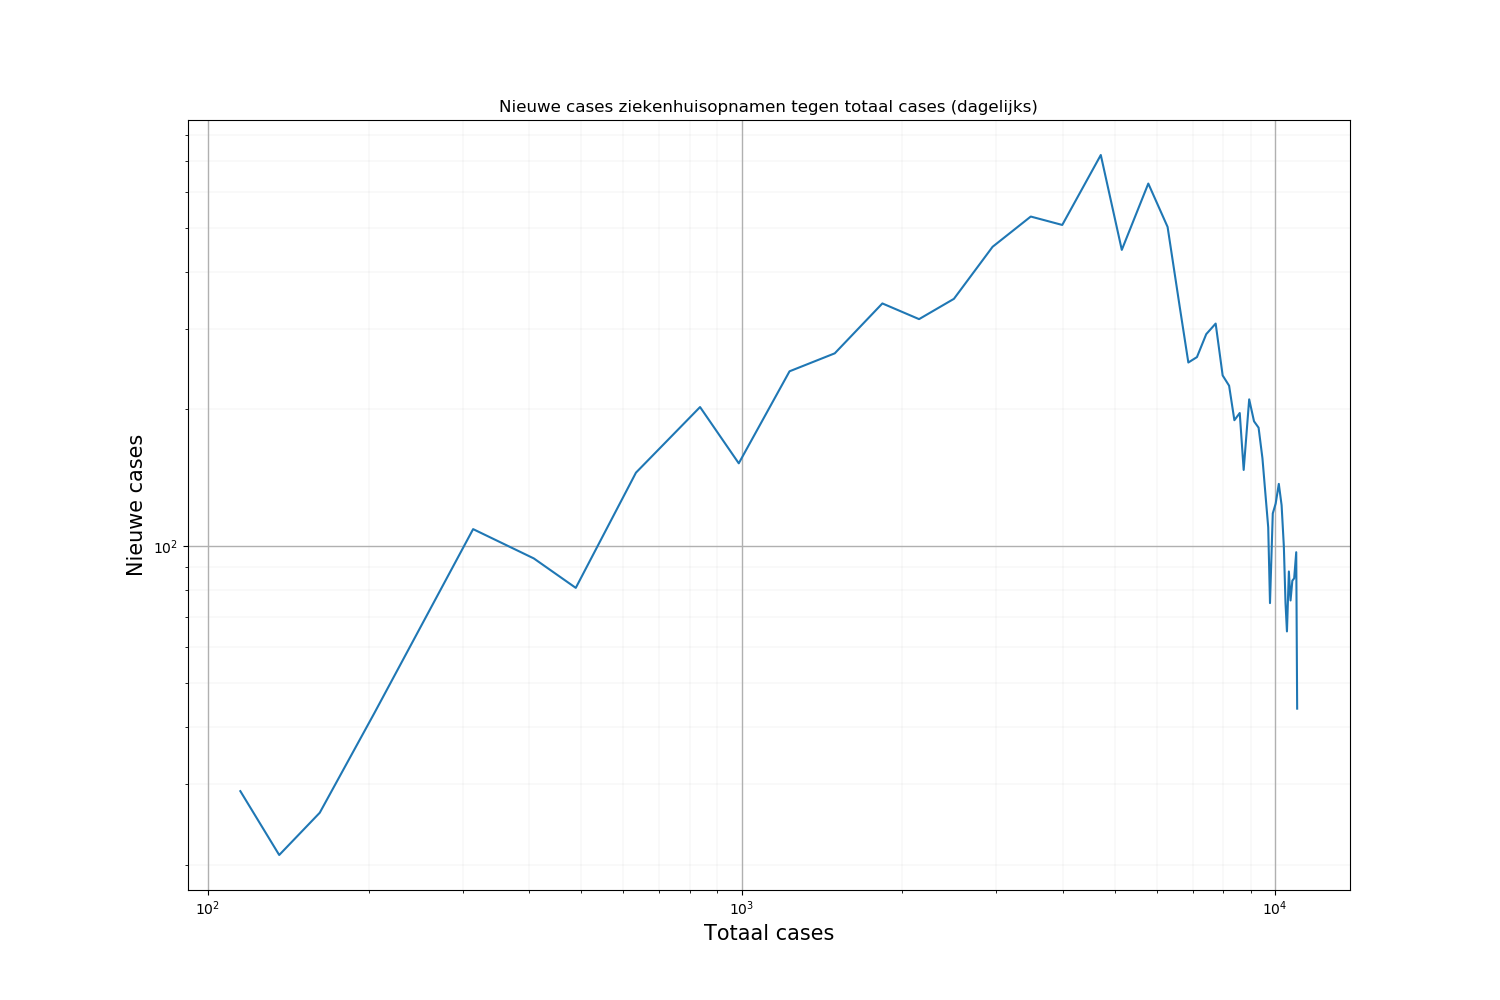 Nieuwe cases ziekenhuisopnamen tegen totaal cases (dagelijks)
Nieuwe cases
10²
10² 10³ 10⁴
Totaal cases